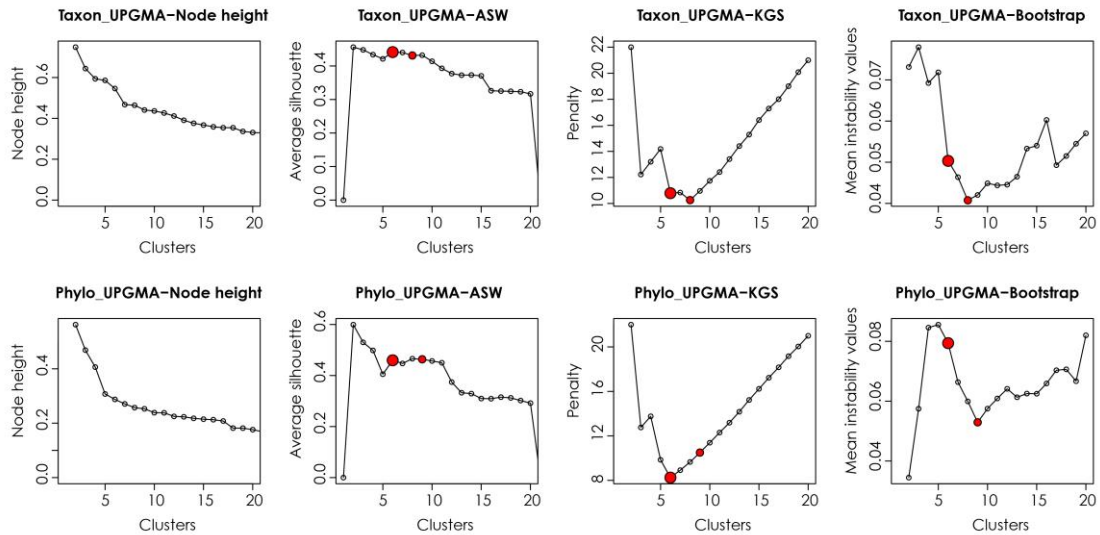 Taxon_UPGMA−Node height
Node height
0.0
0.2
0.4
0.6
5 10 15 20
Clusters
Taxon_UPGMA−ASW
Average silhouette
0.0
0.1
0.3
0.4
5 10 15 20
Clusters
Taxon_UPGMA−KGS
Penalty
10
12
14
16
18
20
22
5 10 15 20
Clusters
Taxon_UPGMA−Bootstrap
Mean instability values
0.04
0.05
0.06
0.07
5 10 15 20
Clusters
Phylo_UPGMA−Node height
Node height
0.0
0.2
0.4
5 10 15 20
Clusters
Phylo_UPGMA−ASW
Average silhouette
0.0
0.2
0.4
0.6
5 10 15 20
Clusters
Phylo_UPGMA−KGS
Penalty
8
12
16
20
5 10 15 20
Clusters
Phylo_UPGMA−Bootstrap
Mean instability values
0.04
0.06
0.08
5 10 15 20
Clusters